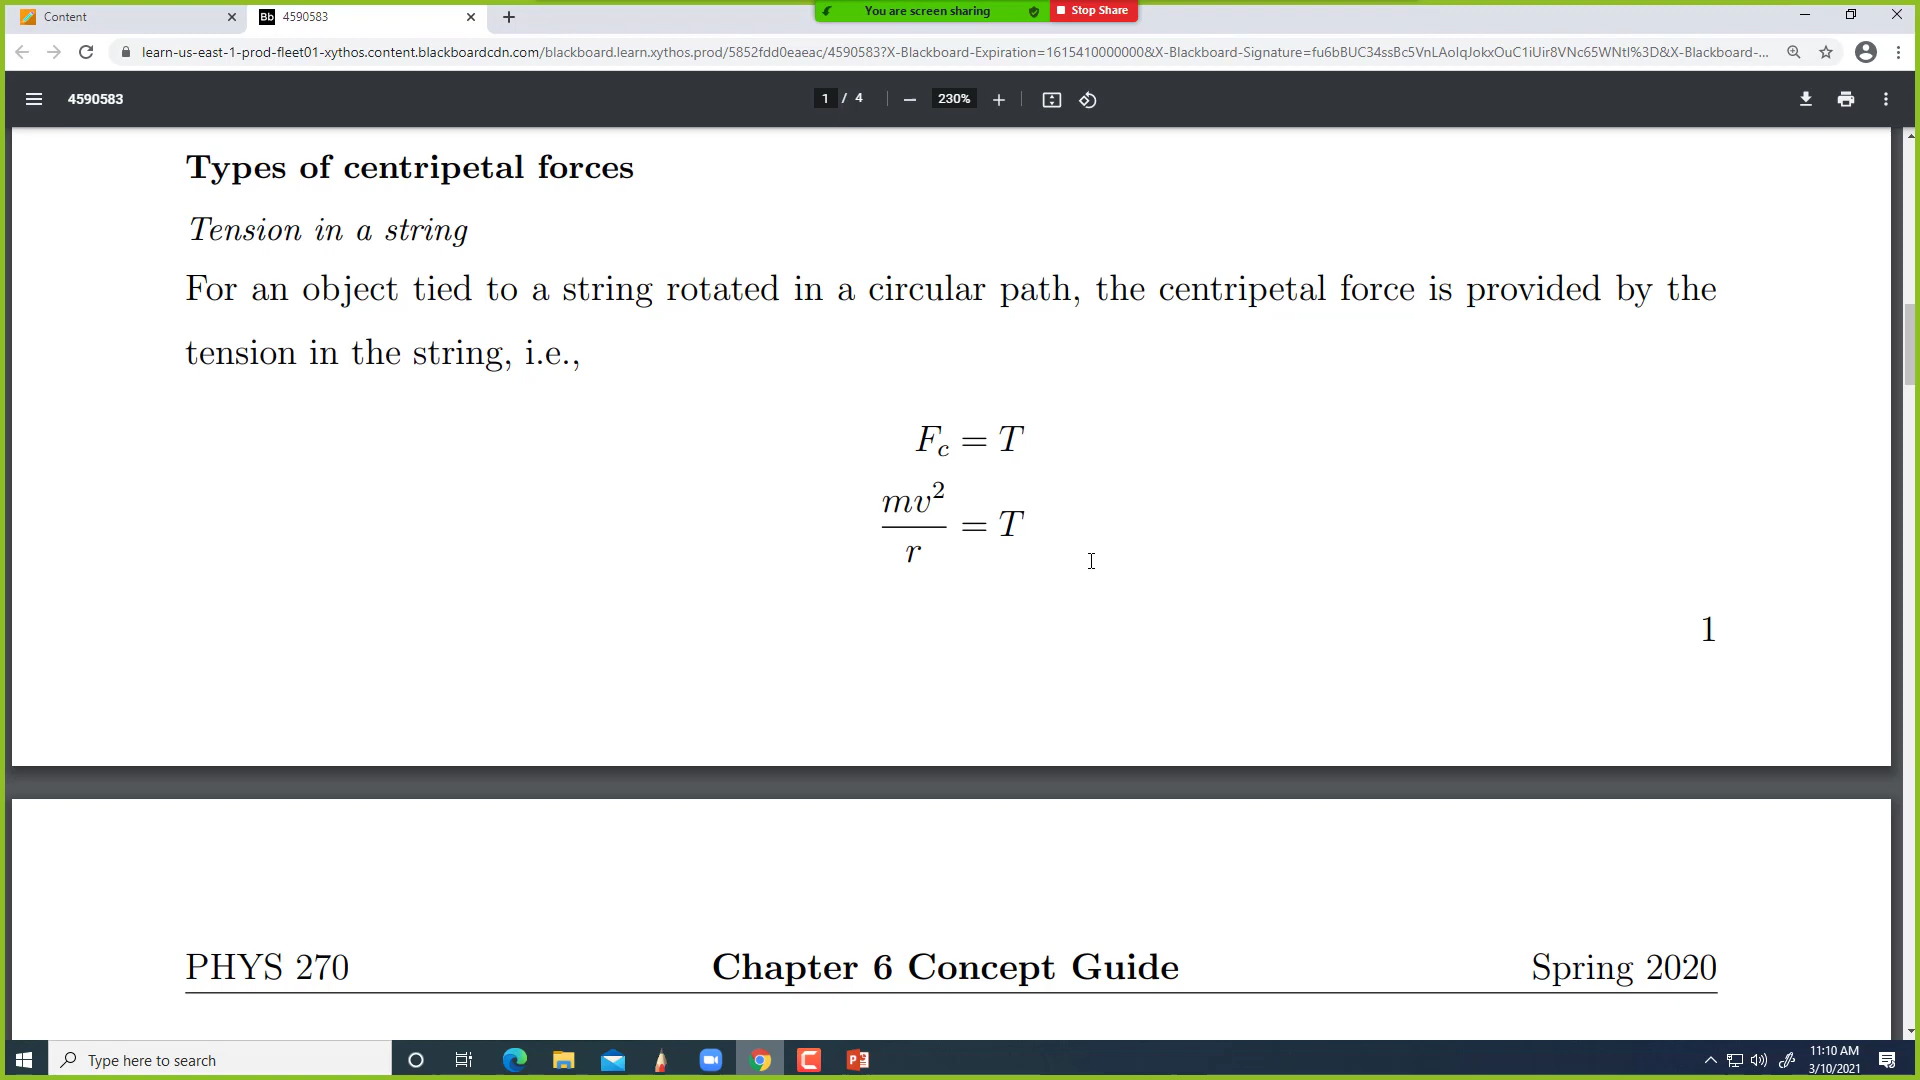 Content
Bb 4590583
You are screen sharing
Stop Share
learn-us-east-1-prod-fleet01-xythos.content.blackboardcdn.com/blackboard.learn.xythos.prod/5852fdd0eaeac/4590583?X-Blackboard-Expiration=1615410000000&X-Blackboard-Signature=fu6bBUC34ssBc5VnLAoIqJokxOuC1iUir8VNc65WNtI%3D&X-Blackboard-...
4590583
1 / 4
230%
Types of centripetal forces
Tension in a string
For an object tied to a string rotated in a circular path, the centripetal force is provided by the
tension in the string, i.e.,
F_c = T
mv²/r = T
1
PHYS 270 Chapter 6 Concept Guide Spring 2020
Type here to search
11:10 AM
3/10/2021